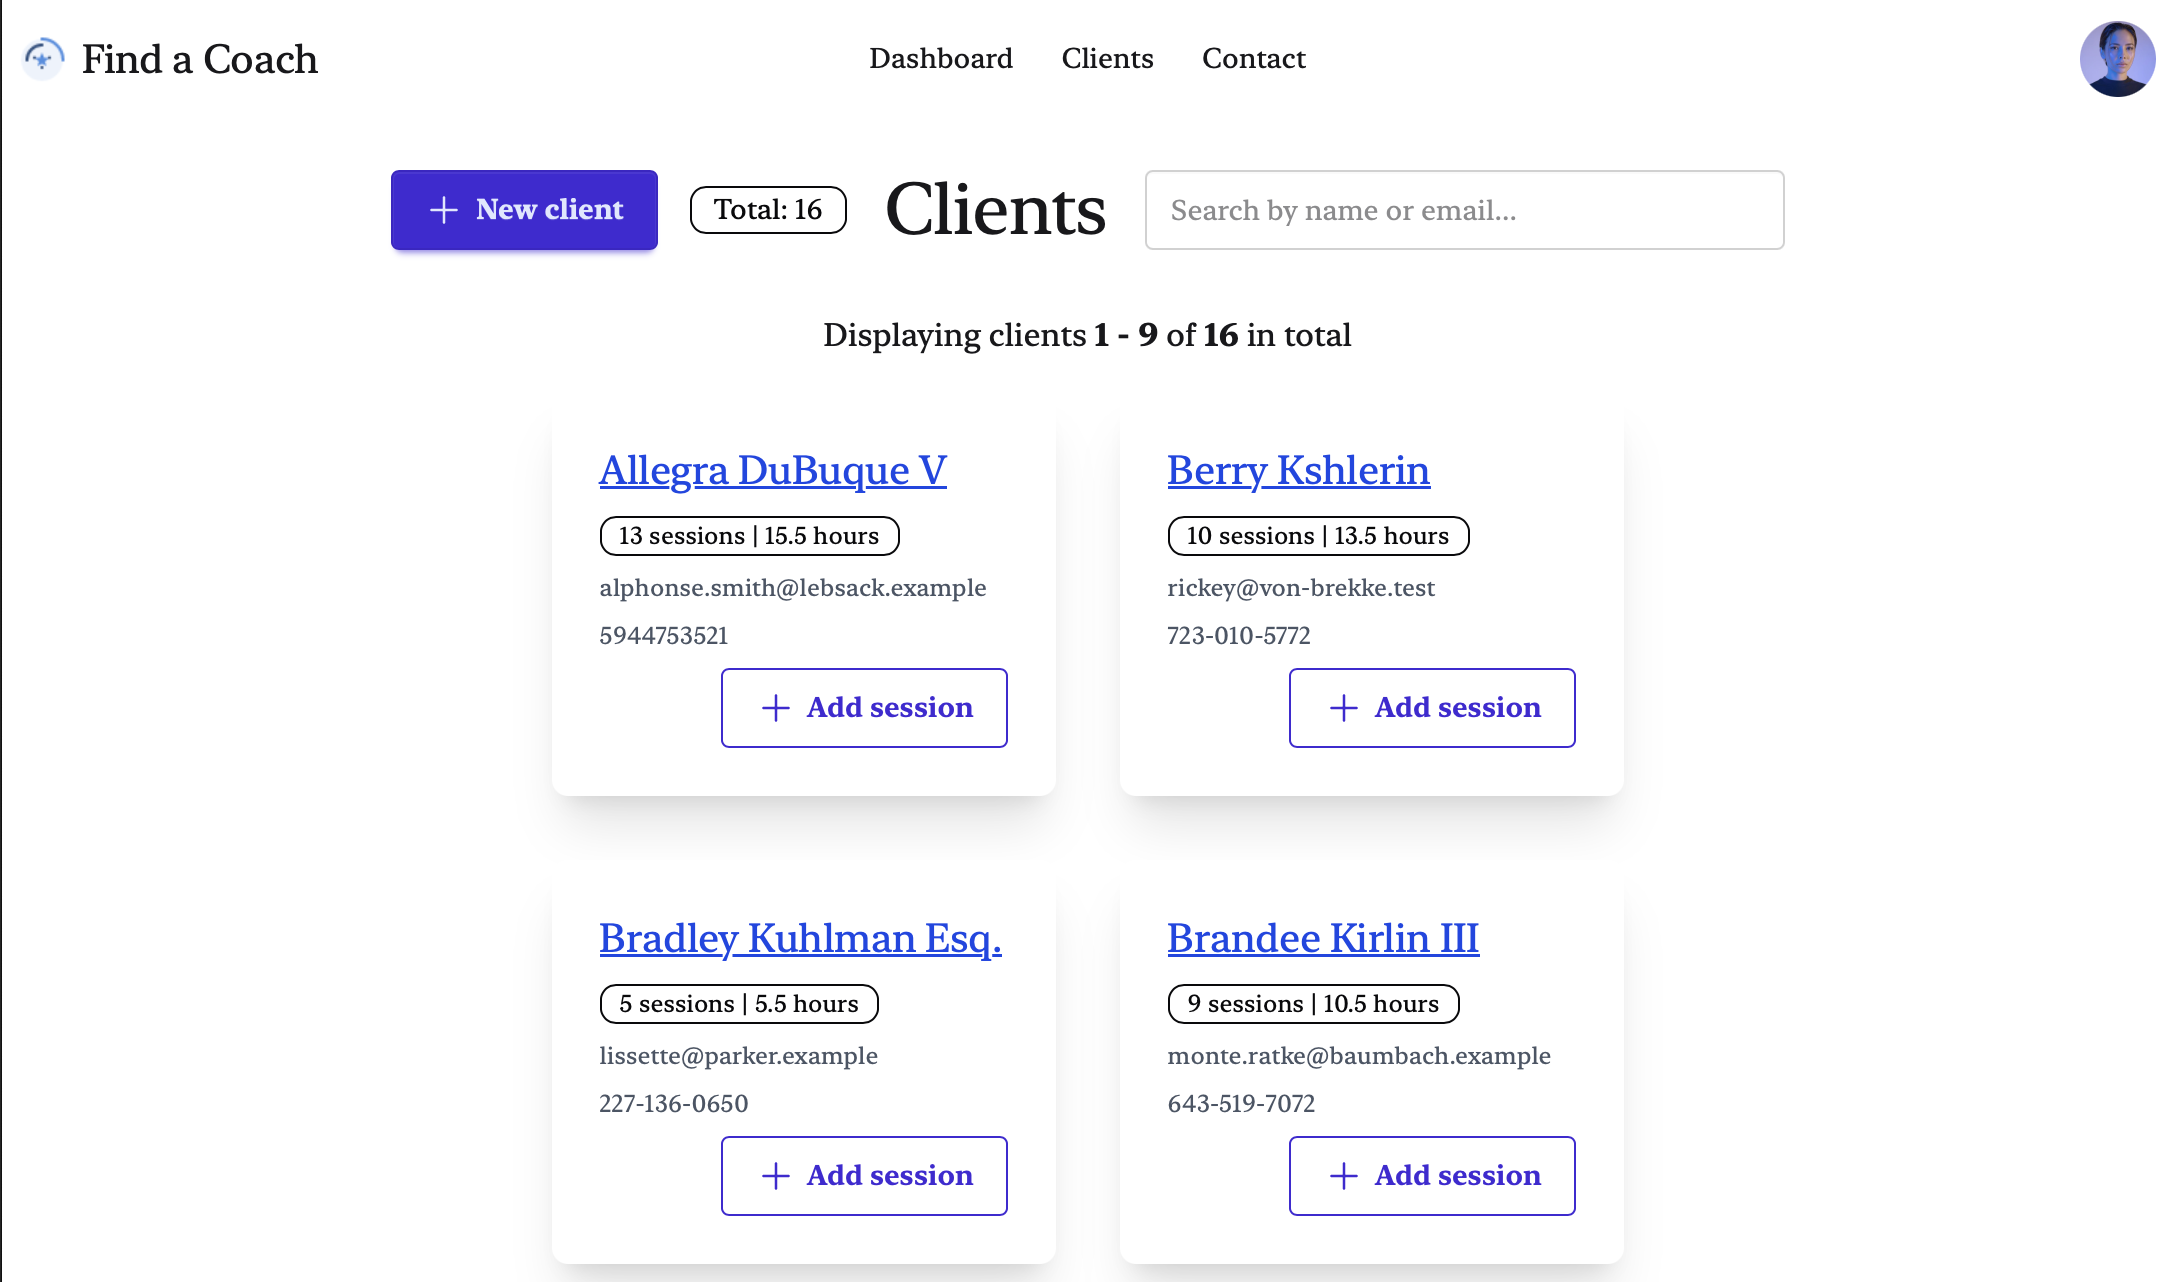 Find a Coach
Dashboard Clients Contact
New client
Total: 16
Clients
Search by name or email...
Displaying clients 1 - 9 of 16 in total
Allegra DuBuque V
13 sessions | 15.5 hours
alphonse.smith@lebsack.example
5944753521
Add session
Berry Kshlerin
10 sessions | 13.5 hours
rickey@von-brekke.test
723-010-5772
Add session
Bradley Kuhlman Esq.
5 sessions | 5.5 hours
lissette@parker.example
227-136-0650
Add session
Brandee Kirlin III
9 sessions | 10.5 hours
monte.ratke@baumbach.example
643-519-7072
Add session